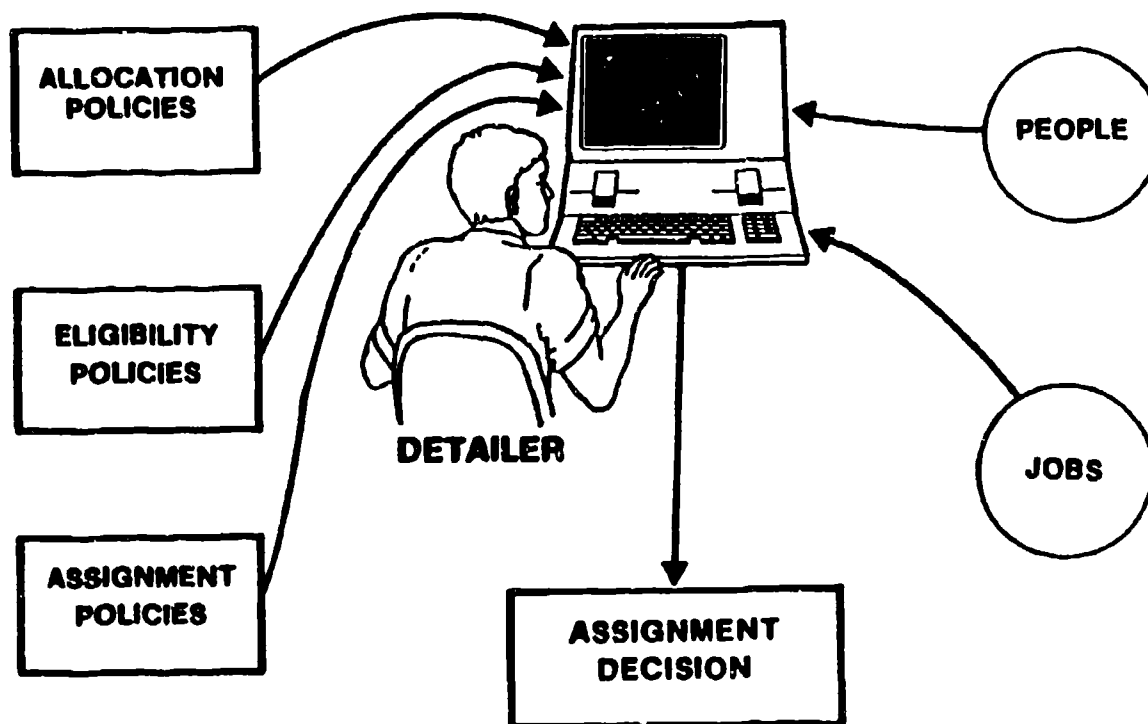 ALLOCATION
POLICIES
PEOPLE
ELIGIBILITY
POLICIES
DETAILER
JOBS
ASSIGNMENT
POLICIES
ASSIGNMENT
DECISION